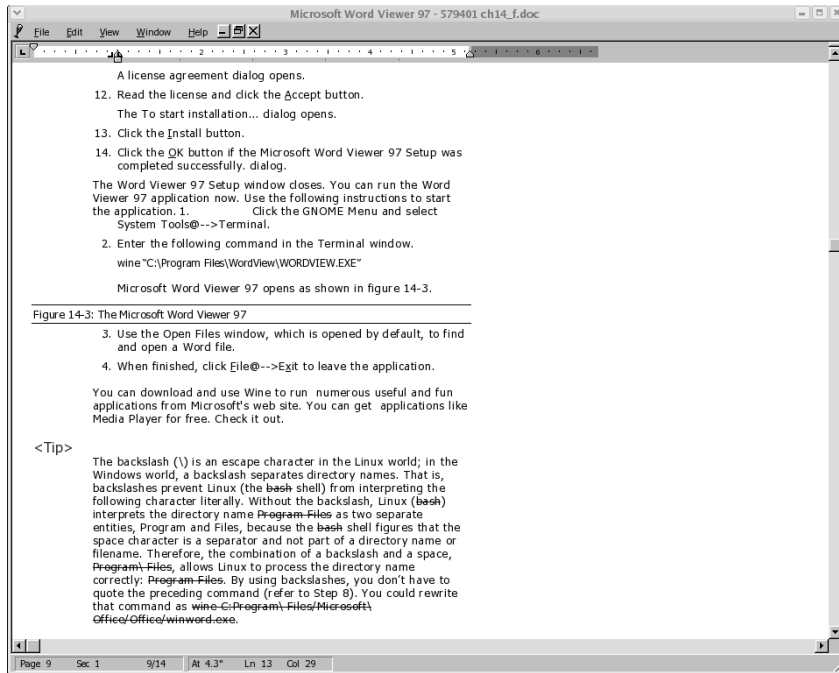 Microsoft Word Viewer 97 - 579401 ch14_f.doc
File Edit View Window Help
1 2 3 4 5 6
A license agreement dialog opens.
12. Read the license and click the Accept button.
The To start installation... dialog opens.
13. Click the Install button.
14. Click the OK button if the Microsoft Word Viewer 97 Setup was
completed successfully. dialog.
The Word Viewer 97 Setup window closes. You can run the Word
Viewer 97 application now. Use the following instructions to start
the application. 1. Click the GNOME Menu and select
System Tools@-->Terminal.
2. Enter the following command in the Terminal window.
wine "C:\Program Files\WordView\WORDVIEW.EXE"
Microsoft Word Viewer 97 opens as shown in figure 14-3.
Figure 14-3: The Microsoft Word Viewer 97
3. Use the Open Files window, which is opened by default, to find
and open a Word file.
4. When finished, click File@-->Exit to leave the application.
You can download and use Wine to run numerous useful and fun
applications from Microsoft's web site. You can get applications like
Media Player for free. Check it out.
<Tip>
The backslash (\) is an escape character in the Linux world; in the
Windows world, a backslash separates directory names. That is,
backslashes prevent Linux (the bash shell) from interpreting the
following character literally. Without the backslash, Linux (bash)
interprets the directory name Program Files as two separate
entities, Program and Files, because the bash shell figures that the
space character is a separator and not part of a directory name or
filename. Therefore, the combination of a backslash and a space,
Program\ Files, allows Linux to process the directory name
correctly: Program Files. By using backslashes, you don't have to
quote the preceding command (refer to Step 8). You could rewrite
that command as wine C:Program\ Files/Microsoft\
Office/Office/winword.exe.
Page 9 Sec 1 9/14 At 4.3" Ln 13 Col 29